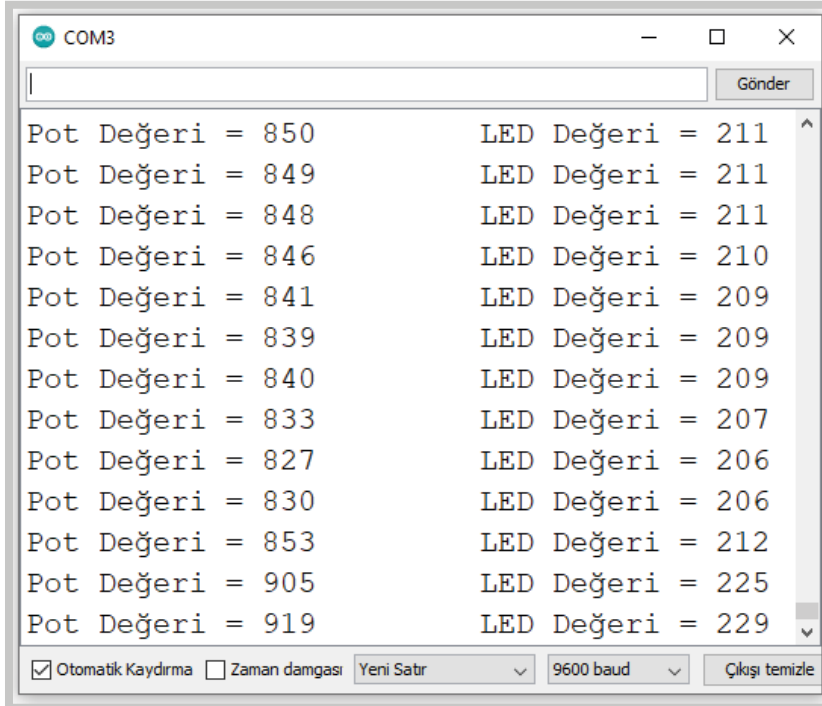 COM3
Gönder
Pot Değeri = 850 LED Değeri = 211
Pot Değeri = 849 LED Değeri = 211
Pot Değeri = 848 LED Değeri = 211
Pot Değeri = 846 LED Değeri = 210
Pot Değeri = 841 LED Değeri = 209
Pot Değeri = 839 LED Değeri = 209
Pot Değeri = 840 LED Değeri = 209
Pot Değeri = 833 LED Değeri = 207
Pot Değeri = 827 LED Değeri = 206
Pot Değeri = 830 LED Değeri = 206
Pot Değeri = 853 LED Değeri = 212
Pot Değeri = 905 LED Değeri = 225
Pot Değeri = 919 LED Değeri = 229
Otomatik Kaydırma Zaman damgası Yeni Satır 9600 baud Çıkışı temizle